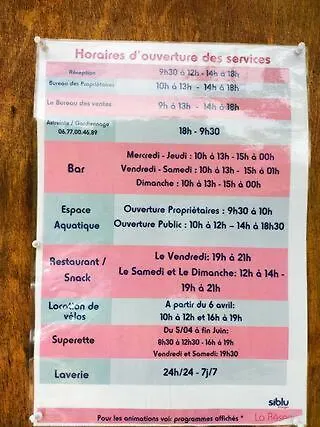 Horaires d'ouverture des services
Réception 9h30 à 12h - 14h à 18h
Bureau des Propriétaires 10h à 13h - 14h à 18h
Le Bureau des ventes 9h à 13h - 14h à 18h
Astreinte / Gardiennage
06.77.00.46.89 18h - 9h30
Bar
Mercredi - Jeudi : 10h à 13h - 15h à 00h
Vendredi - Samedi : 10h à 13h - 15h à 01h
Dimanche : 10h à 13h - 15h à 00h
Espace Aquatique
Ouverture Propriétaires : 9h30 à 10h
Ouverture Public : 10h à 12h – 14 à 18h30
Restaurant / Snack
Le Vendredi: 19h à 21h
Le Samedi et Le Dimanche: 12h à 14h -
19h à 21h
Location de vélos
A partir du 6 avril:
10h à 12h et 16h à 19h
Superette
Du 5/04 à fin Juin:
8h30 à 12h30 - 16h à 19h
Vendredi et Samedi: 19h30
Laverie 24h/24 - 7j/7
siblu
Pour les animations voir programmes affichés * La Réserve